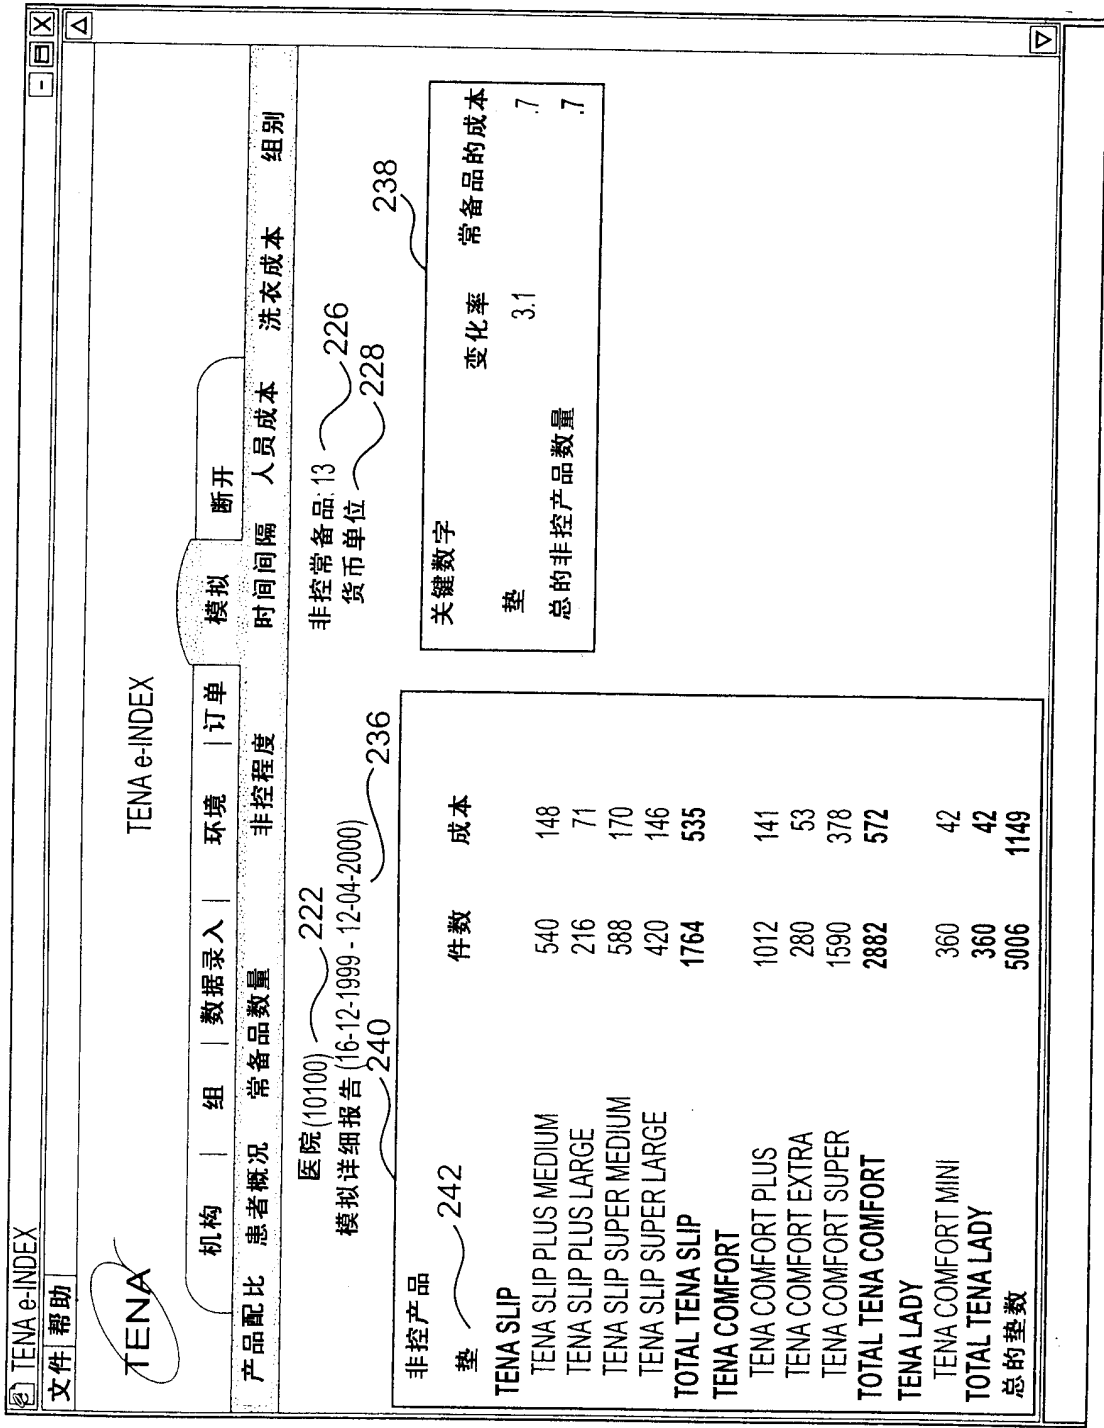 TENA e-INDEX
文件 帮助
TENA
TENA e-INDEX
机构 | 组 | 数据录入 | 环境 | 订单 模拟 断开
产品配比 患者概况 常备品数量 非控程度 时间间隔 人员成本 洗衣成本 组别
医院(10100) 222
模拟详细报告 (16-12-1999 - 12-04-2000) 236
240
非控常备品: 13 226
货币单位 228
非控产品
垫 242
件数 成本
TENA SLIP
TENA SLIP PLUS MEDIUM 540 148
TENA SLIP PLUS LARGE 216 71
TENA SLIP SUPER MEDIUM 588 170
TENA SLIP SUPER LARGE 420 146
TOTAL TENA SLIP 1764 535
TENA COMFORT
TENA COMFORT PLUS 1012 141
TENA COMFORT EXTRA 280 53
TENA COMFORT SUPER 1590 378
TOTAL TENA COMFORT 2882 572
TENA LADY
TENA COMFORT MINI 360 42
TOTAL TENA LADY 360 42
总的垫数 5006 1149
238
关键数字
变化率 常备品的成本
垫 3.1 .7
总的非控产品数量 .7